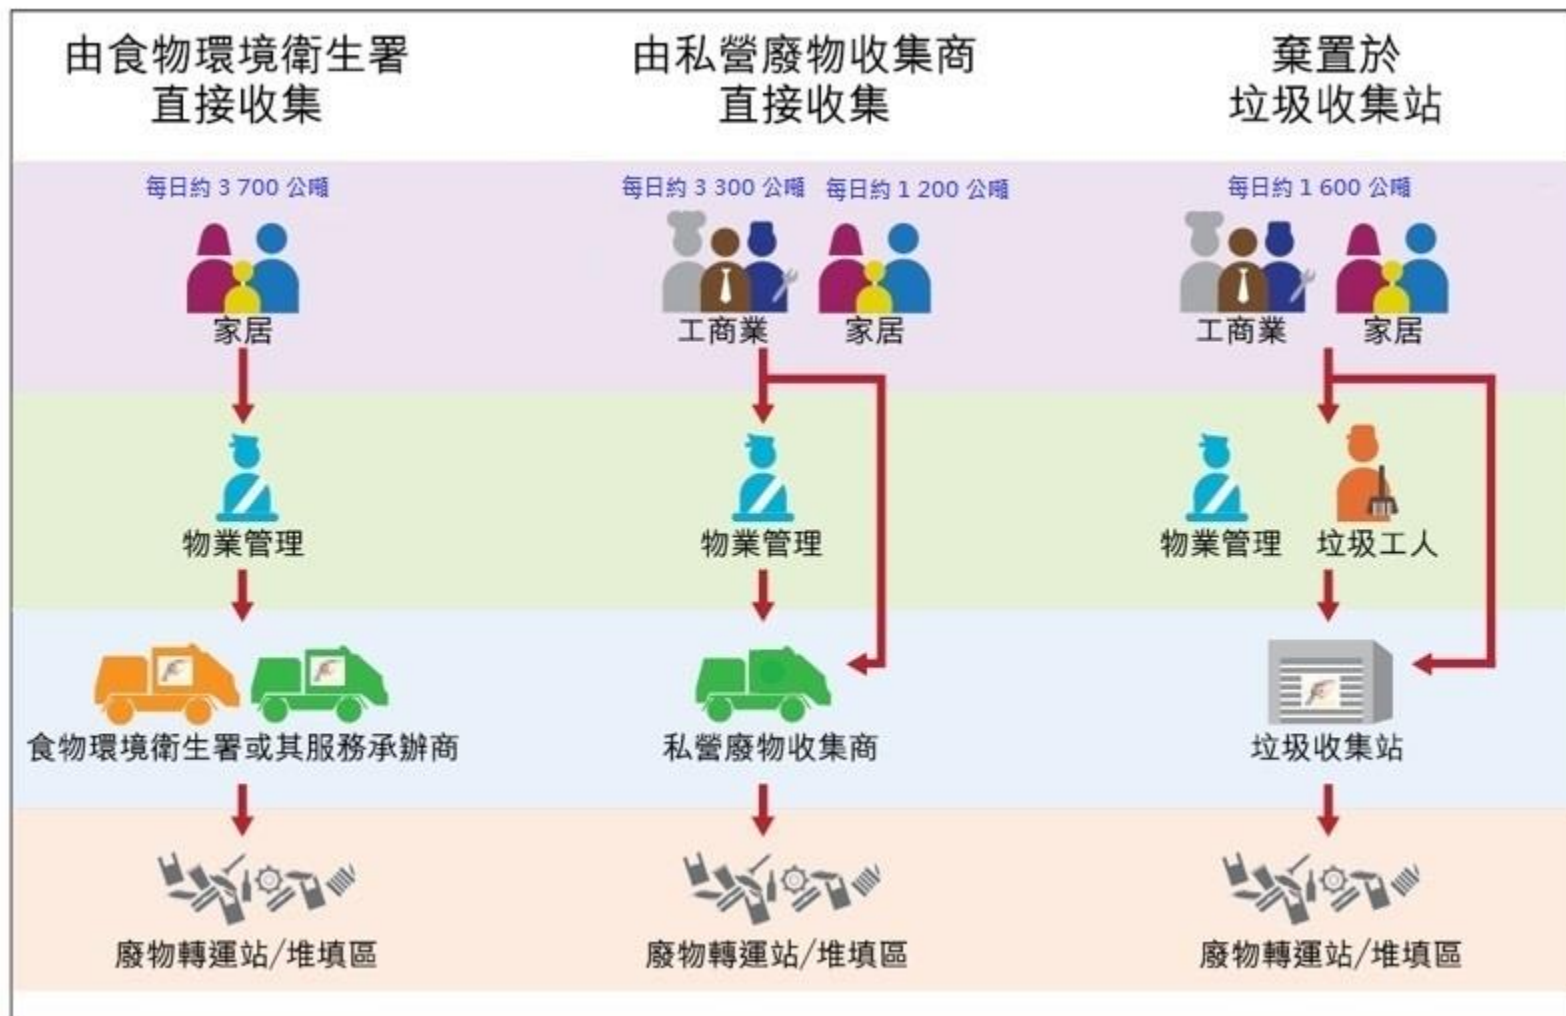 由食物環境衞生署
直接收集
由私營廢物收集商
直接收集
棄置於
垃圾收集站
每日約 3 700 公噸
每日約 3 300 公噸
每日約 1 200 公噸
每日約 1 600 公噸
家居
工商業
家居
工商業
家居
物業管理
物業管理
物業管理
垃圾工人
食物環境衞生署或其服務承辦商
私營廢物收集商
垃圾收集站
廢物轉運站/堆填區
廢物轉運站/堆填區
廢物轉運站/堆填區